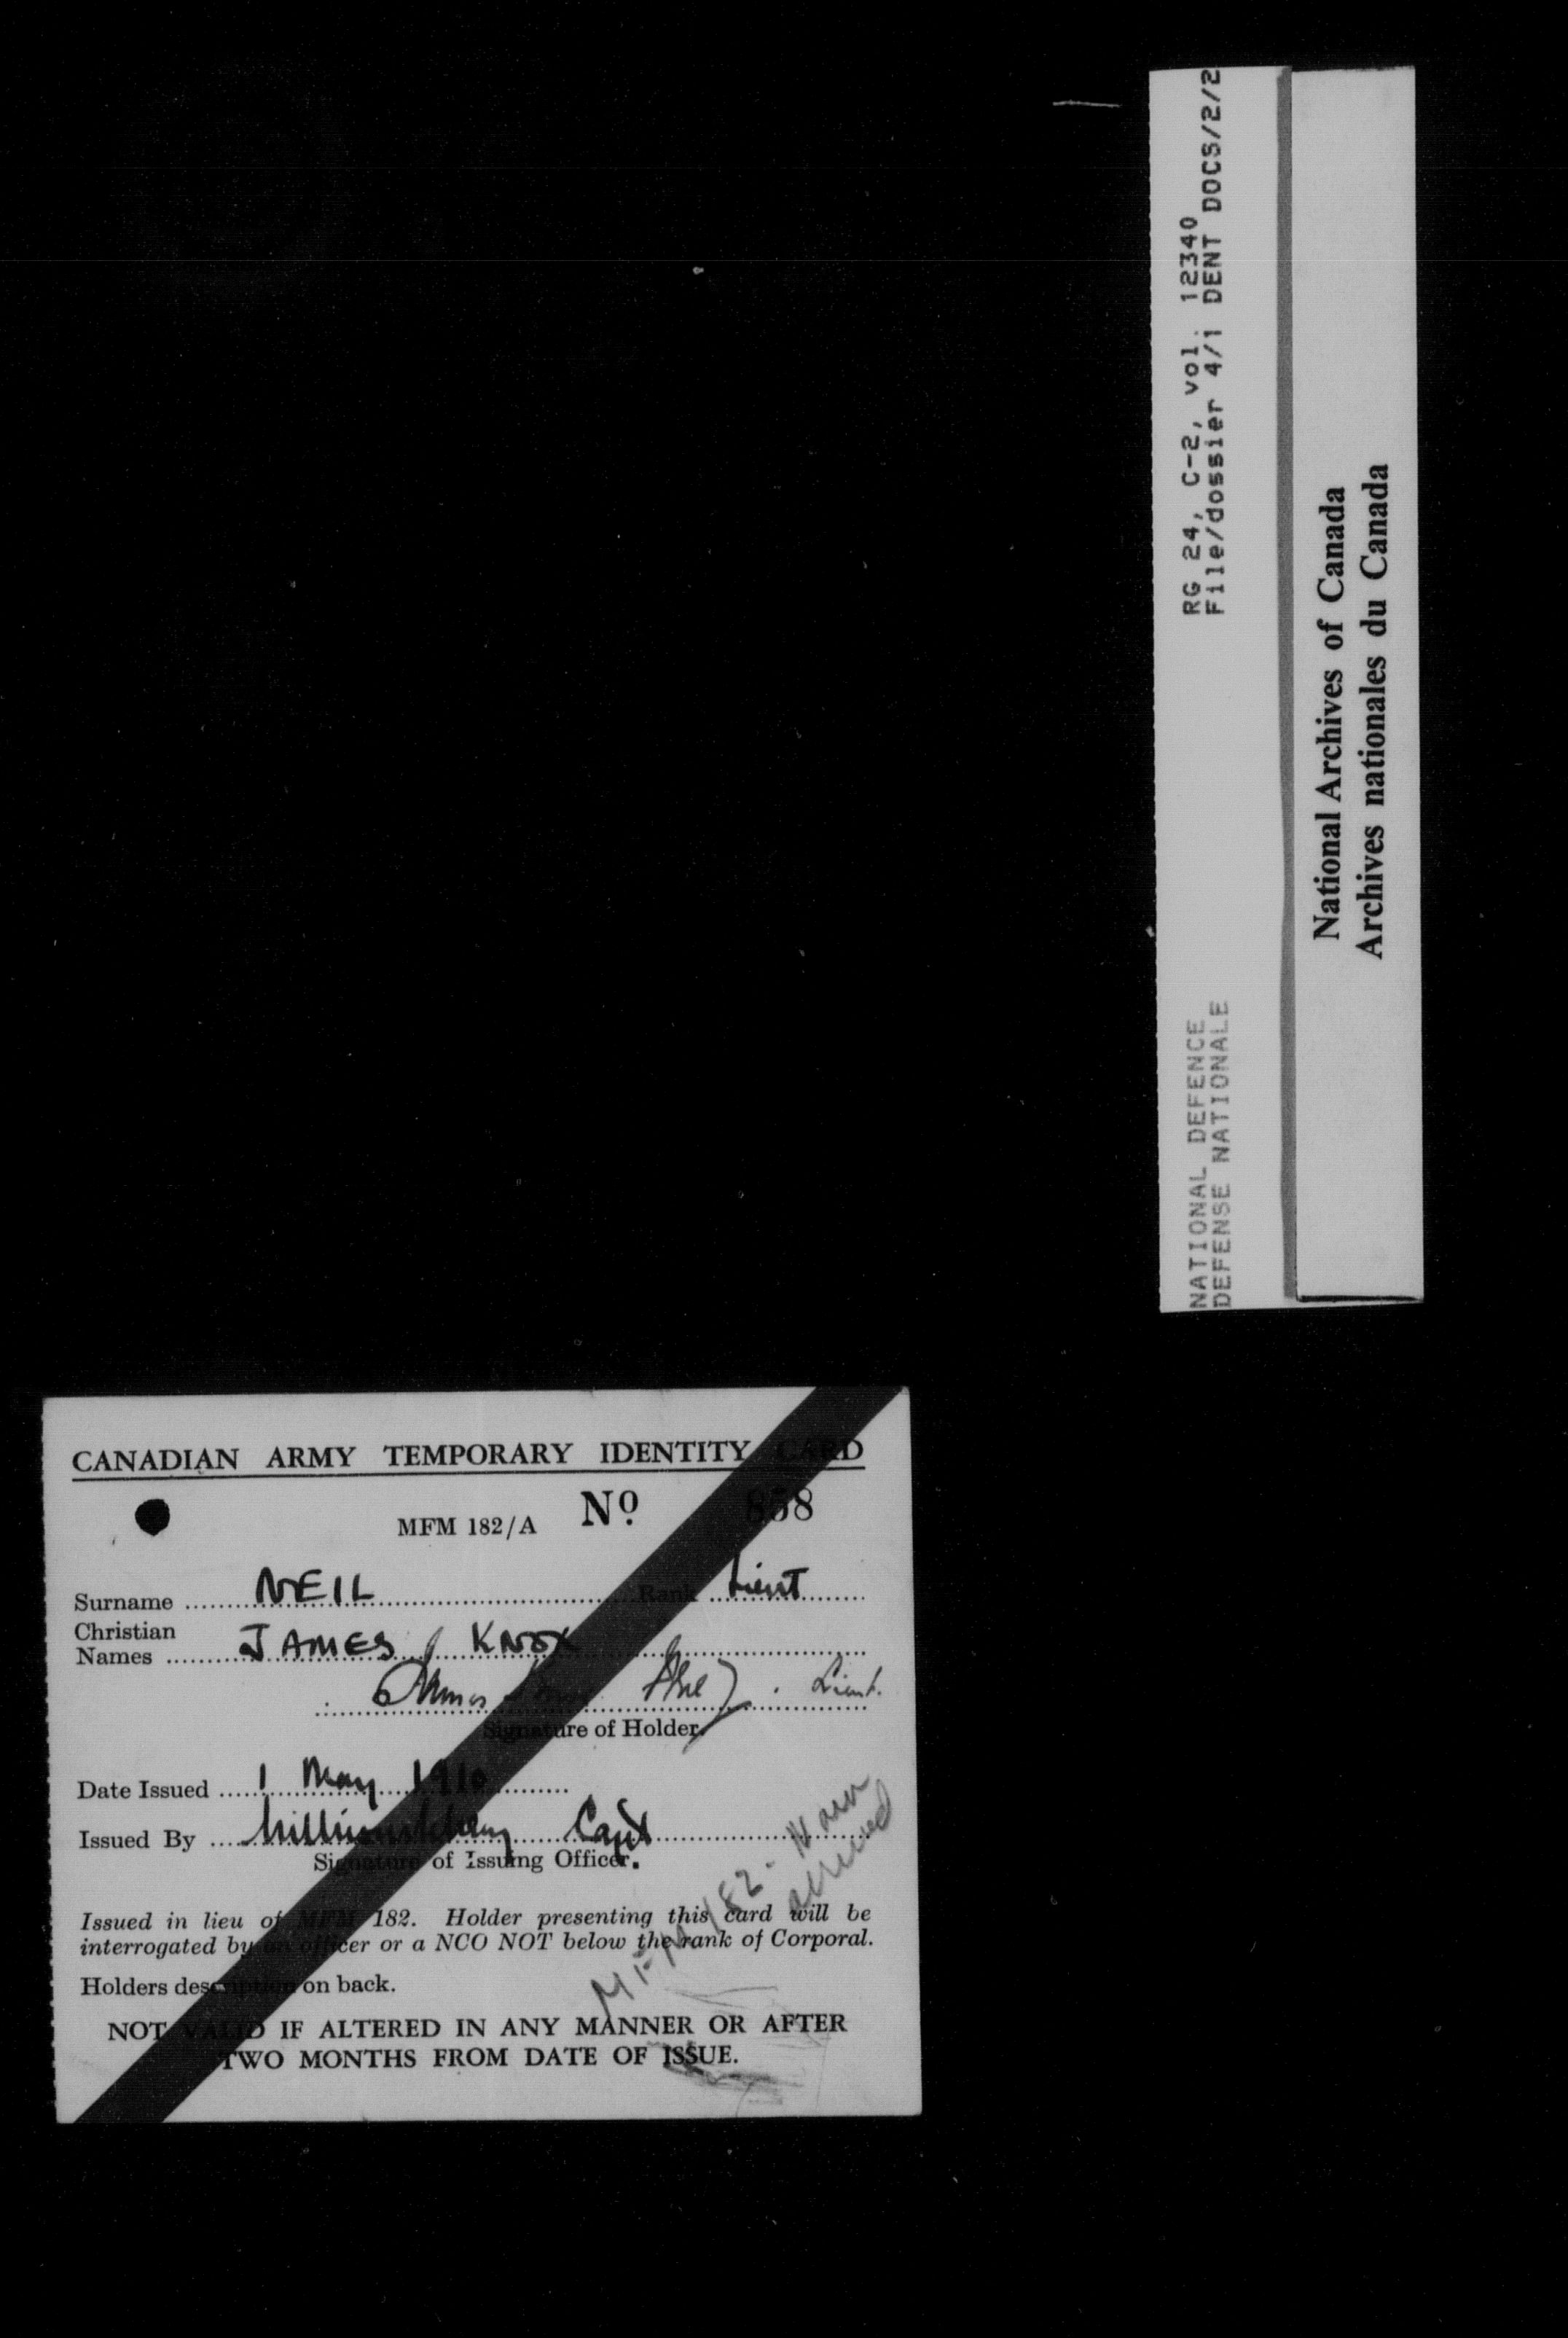 RG 24, C-2, vol. 12340
File/dossier 4/1 DENT DOCS/2/2
NATIONAL DEFENCE
DEFENSE NATIONALE
National Archives of Canada
Archives nationales du Canada
CANADIAN ARMY TEMPORARY IDENTITY CARD
MFM 182/A No 858
Surname NEIL Rank Lieut
Christian
Names JAMES KNOX
James Knox Lieut.
Signature of Holder.
Date Issued 1 May
Issued By Capt
Signature of Issuing Officer.
Issued in lieu of MFM 182. Holder presenting this card will be
interrogated by an officer or a NCO NOT below the rank of Corporal.
Holders description on back.
NOT VALID IF ALTERED IN ANY MANNER OR AFTER
TWO MONTHS FROM DATE OF ISSUE.
MFM 182 - Now